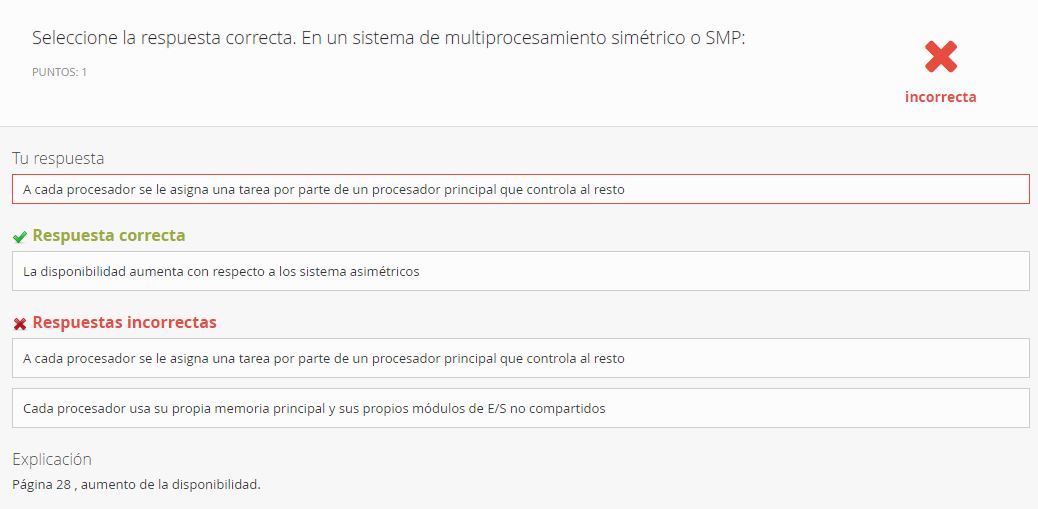 Seleccione la respuesta correcta. En un sistema de multiprocesamiento simétrico o SMP:
PUNTOS: 1
incorrecta
Tu respuesta
A cada procesador se le asigna una tarea por parte de un procesador principal que controla al resto
Respuesta correcta
La disponibilidad aumenta con respecto a los sistema asimétricos
Respuestas incorrectas
A cada procesador se le asigna una tarea por parte de un procesador principal que controla al resto
Cada procesador usa su propia memoria principal y sus propios módulos de E/S no compartidos
Explicación
Página 28 , aumento de la disponibilidad.